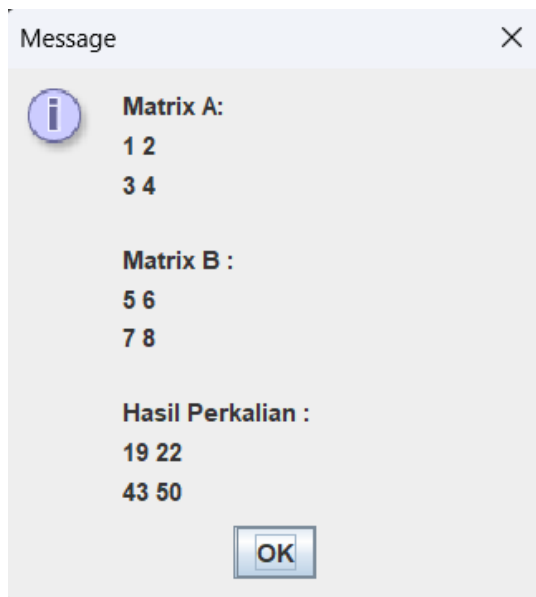 Message
Matrix A:
1 2
3 4
Matrix B :
5 6
7 8
Hasil Perkalian :
19 22
43 50
OK